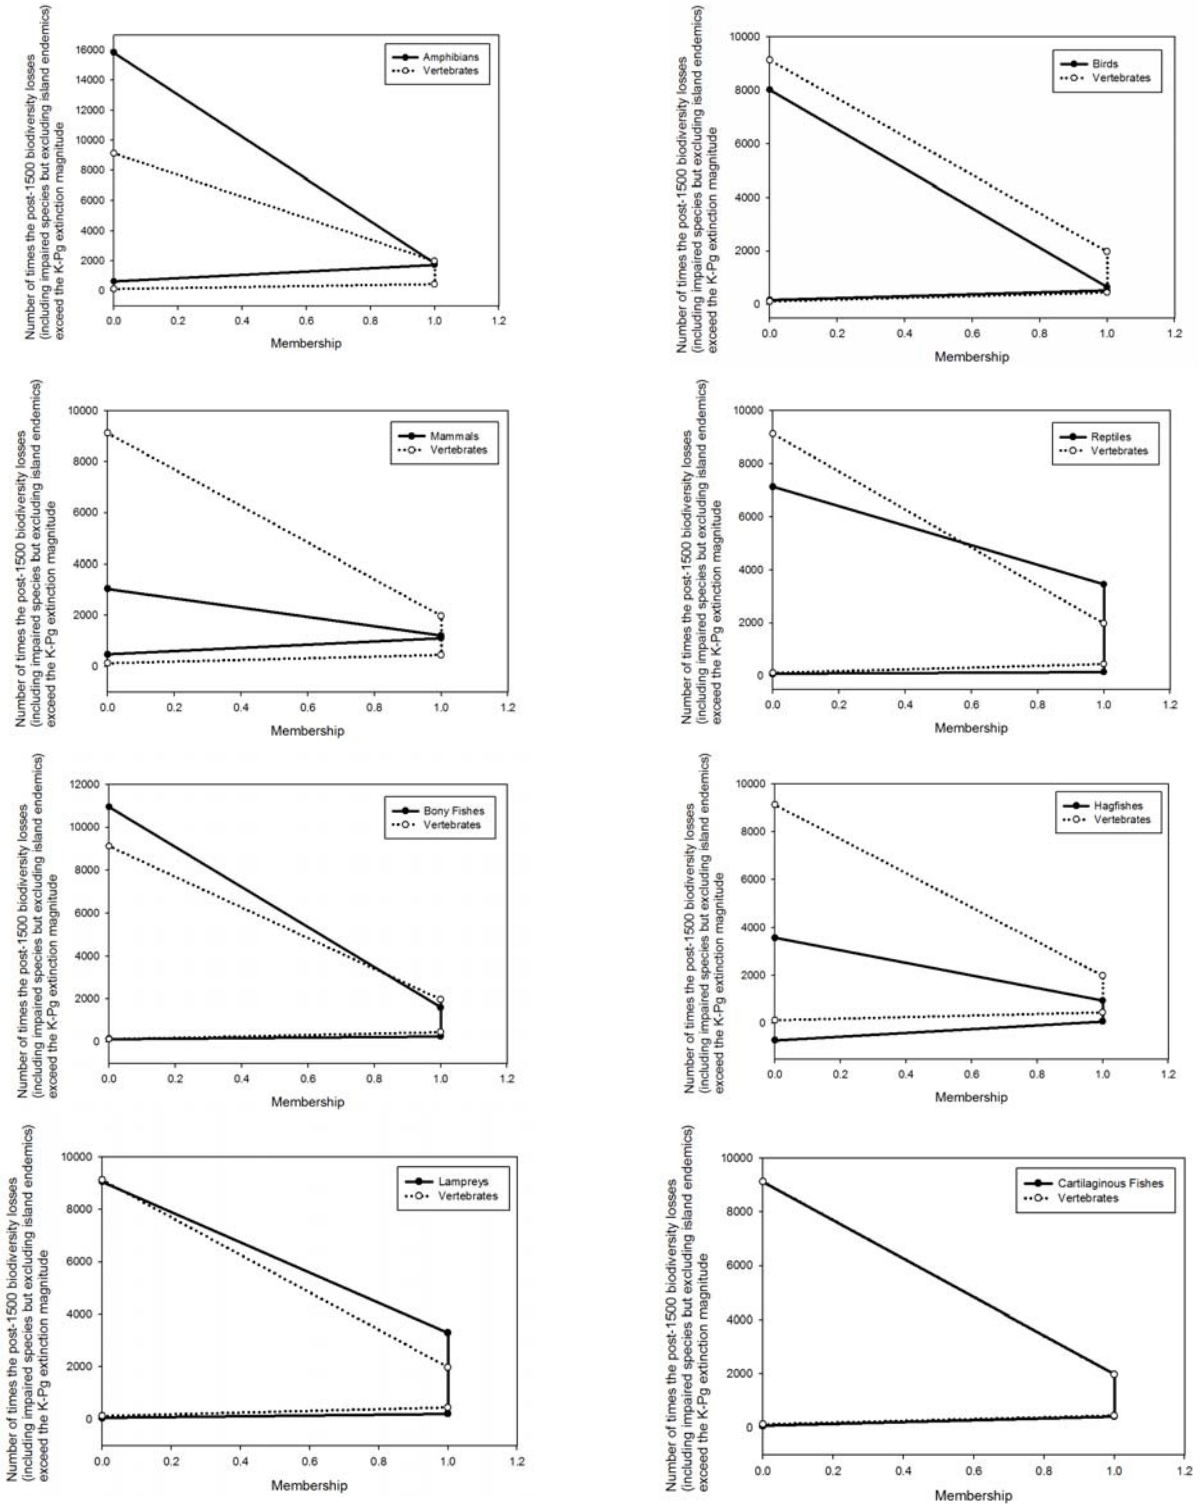 Number of times the post-1500 biodiversity losses
(including impaired species but excluding island endemics)
exceed the K-Pg extinction magnitude
16000
14000
12000
10000
8000
6000
4000
2000
0
Amphibians
Vertebrates
0.0 0.2 0.4 0.6 0.8 1.0 1.2
Membership
Number of times the post-1500 biodiversity losses
(including impaired species but excluding island endemics)
exceed the K-Pg extinction magnitude
10000
8000
6000
4000
2000
0
Birds
Vertebrates
0.0 0.2 0.4 0.6 0.8 1.0 1.2
Membership
Number of times the post-1500 biodiversity losses
(including impaired species but excluding island endemics)
exceed the K-Pg extinction magnitude
10000
8000
6000
4000
2000
0
Mammals
Vertebrates
0.0 0.2 0.4 0.6 0.8 1.0 1.2
Membership
Number of times the post-1500 biodiversity losses
(including impaired species but excluding island endemics)
exceed the K-Pg extinction magnitude
10000
8000
6000
4000
2000
0
Reptiles
Vertebrates
0.0 0.2 0.4 0.6 0.8 1.0 1.2
Membership
Number of times the post-1500 biodiversity losses
(including impaired species but excluding island endemics)
exceed the K-Pg extinction magnitude
12000
10000
8000
6000
4000
2000
0
Bony Fishes
Vertebrates
0.0 0.2 0.4 0.6 0.8 1.0 1.2
Membership
Number of times the post-1500 biodiversity losses
(including impaired species but excluding island endemics)
exceed the K-Pg extinction magnitude
10000
8000
6000
4000
2000
0
Hagfishes
Vertebrates
0.0 0.2 0.4 0.6 0.8 1.0 1.2
Membership
Number of times the post-1500 biodiversity losses
(including impaired species but excluding island endemics)
exceed the K-Pg extinction magnitude
10000
8000
6000
4000
2000
0
Lampreys
Vertebrates
0.0 0.2 0.4 0.6 0.8 1.0 1.2
Membership
Number of times the post-1500 biodiversity losses
(including impaired species but excluding island endemics)
exceed the K-Pg extinction magnitude
10000
8000
6000
4000
2000
0
Cartilaginous Fishes
Vertebrates
0.0 0.2 0.4 0.6 0.8 1.0 1.2
Membership